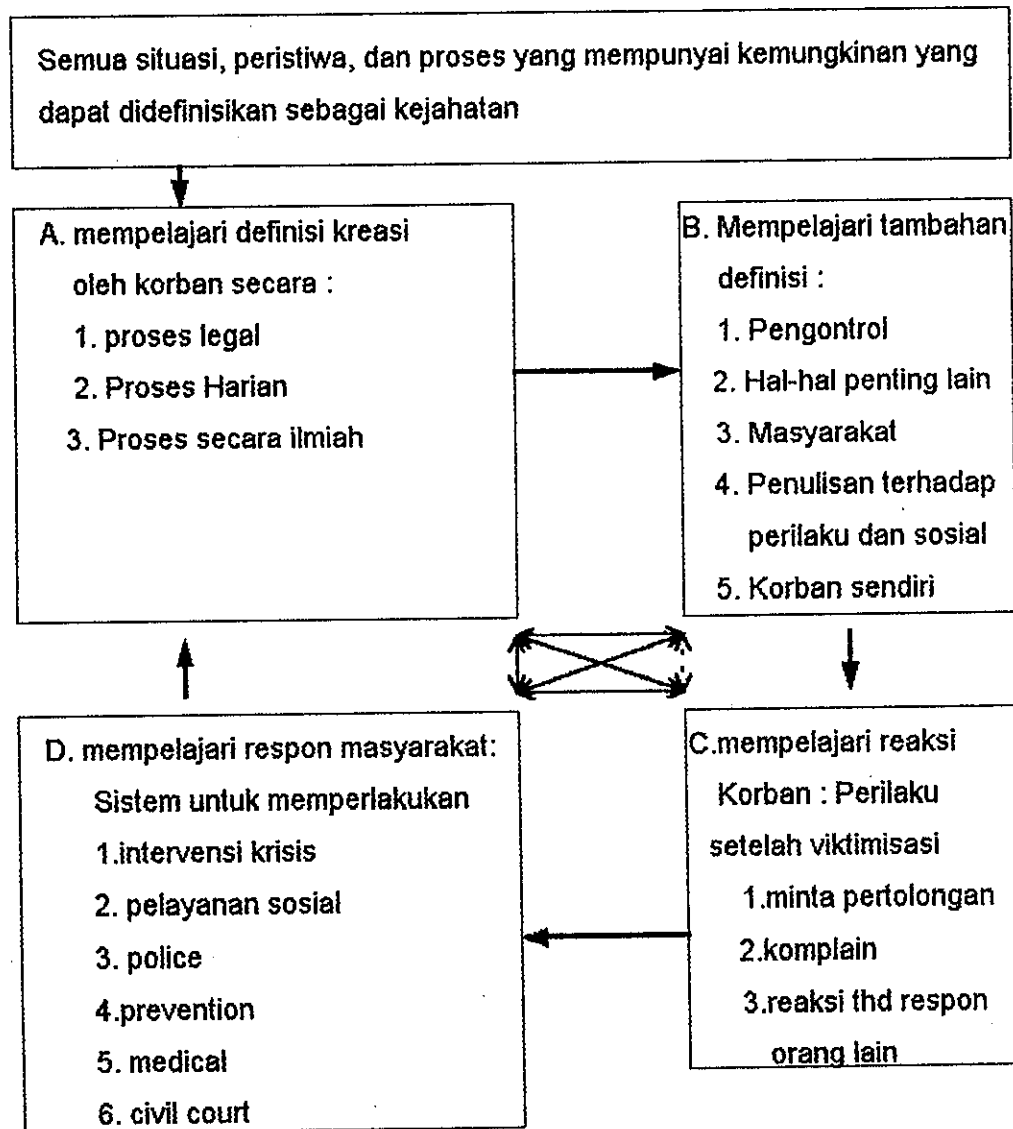 Semua situasi, peristiwa, dan proses yang mempunyai kemungkinan yang
dapat didefinisikan sebagai kejahatan
A. mempelajari definisi kreasi
oleh korban secara :
1. proses legal
2. Proses Harian
3. Proses secara ilmiah
B. Mempelajari tambahan
definisi :
1. Pengontrol
2. Hal-hal penting lain
3. Masyarakat
4. Penulisan terhadap
perilaku dan sosial
5. Korban sendiri
D. mempelajari respon masyarakat:
Sistem untuk memperlakukan
1.intervensi krisis
2. pelayanan sosial
3. police
4.prevention
5. medical
6. civil court
C.mempelajari reaksi
Korban : Perilaku
setelah viktimisasi
1.minta pertolongan
2.komplain
3.reaksi thd respon
orang lain